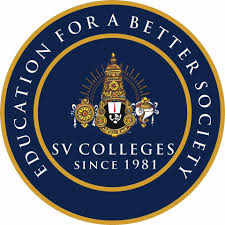 EDUCATION FOR A BETTER SOCIETY
SV COLLEGES
SINCE 1981